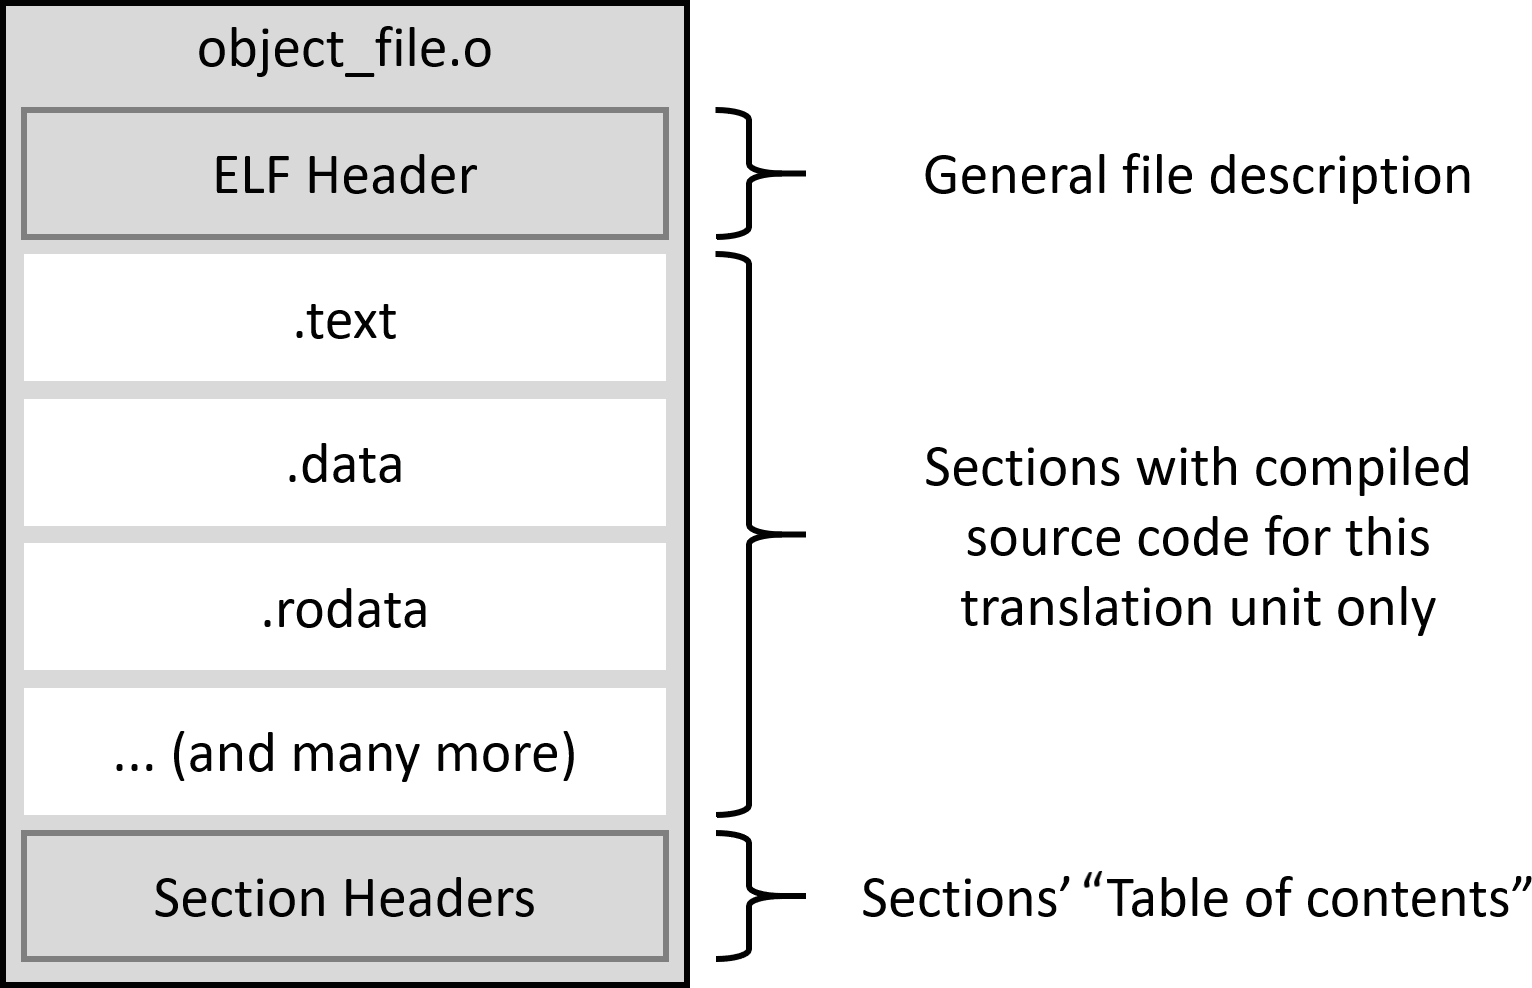 object_file.o
ELF Header
General file description
.text
.data
.rodata
... (and many more)
Sections with compiled
source code for this
translation unit only
Section Headers
Sections’ “Table of contents”